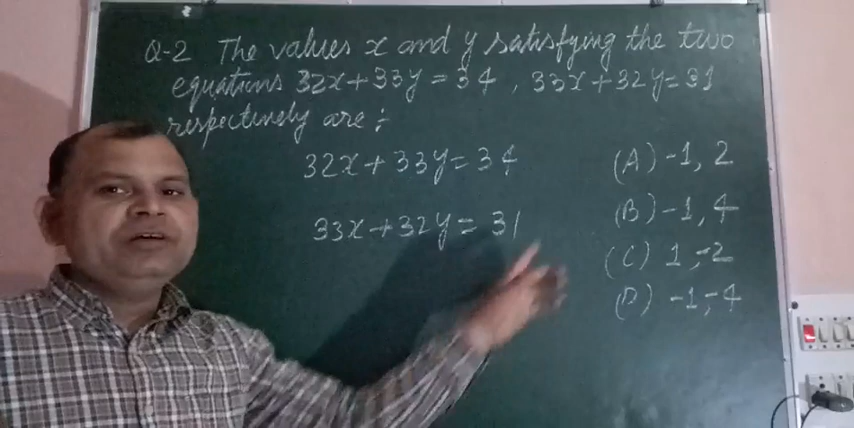 Q-2 The values x and y satisfying the two
equations 32x+33y=34, 33x+32y=31
respectively are :
32x+33y=34
33x+32y=31
(A) -1, 2
(B) -1, 4
(C) 1, -2
(D) -1, -4